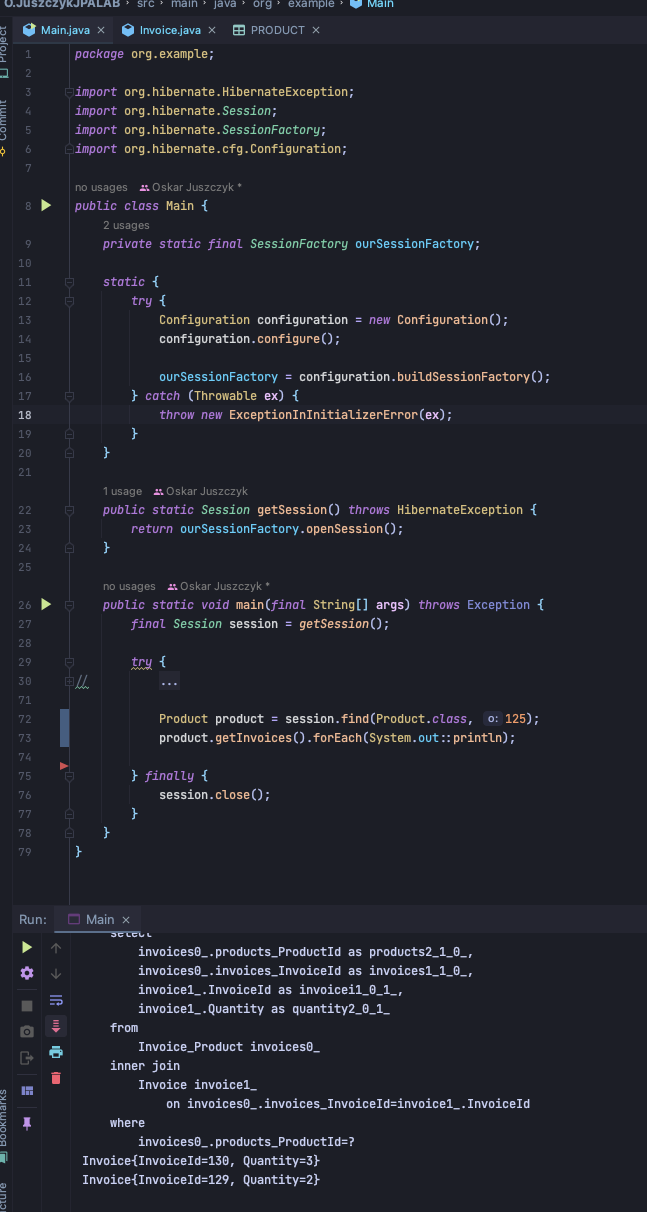 O.JuszczykJPALAB › src › main › java › org › example › Main
Main.java × Invoice.java × PRODUCT ×
Project
Commit
1 package org.example;
2
3 import org.hibernate.HibernateException;
4 import org.hibernate.Session;
5 import org.hibernate.SessionFactory;
6 import org.hibernate.cfg.Configuration;
7
no usages Oskar Juszczyk *
8 public class Main {
2 usages
9 private static final SessionFactory ourSessionFactory;
10
11 static {
12 try {
13 Configuration configuration = new Configuration();
14 configuration.configure();
15
16 ourSessionFactory = configuration.buildSessionFactory();
17 } catch (Throwable ex) {
18 throw new ExceptionInInitializerError(ex);
19 }
20 }
21
1 usage Oskar Juszczyk
22 public static Session getSession() throws HibernateException {
23 return ourSessionFactory.openSession();
24 }
25
no usages Oskar Juszczyk *
26 public static void main(final String[] args) throws Exception {
27 final Session session = getSession();
28
29 try {
30 // ...
71
72 Product product = session.find(Product.class, o: 125);
73 product.getInvoices().forEach(System.out::println);
74
75 } finally {
76 session.close();
77 }
78 }
79 }
Run: Main ×
select
invoices0_.products_ProductId as products2_1_0_,
invoices0_.invoices_InvoiceId as invoices1_1_0_,
invoice1_.InvoiceId as invoicei1_0_1_,
invoice1_.Quantity as quantity2_0_1_
from
Invoice_Product invoices0_
inner join
Invoice invoice1_
on invoices0_.invoices_InvoiceId=invoice1_.InvoiceId
where
invoices0_.products_ProductId=?
Invoice{InvoiceId=130, Quantity=3}
Invoice{InvoiceId=129, Quantity=2}
Bookmarks